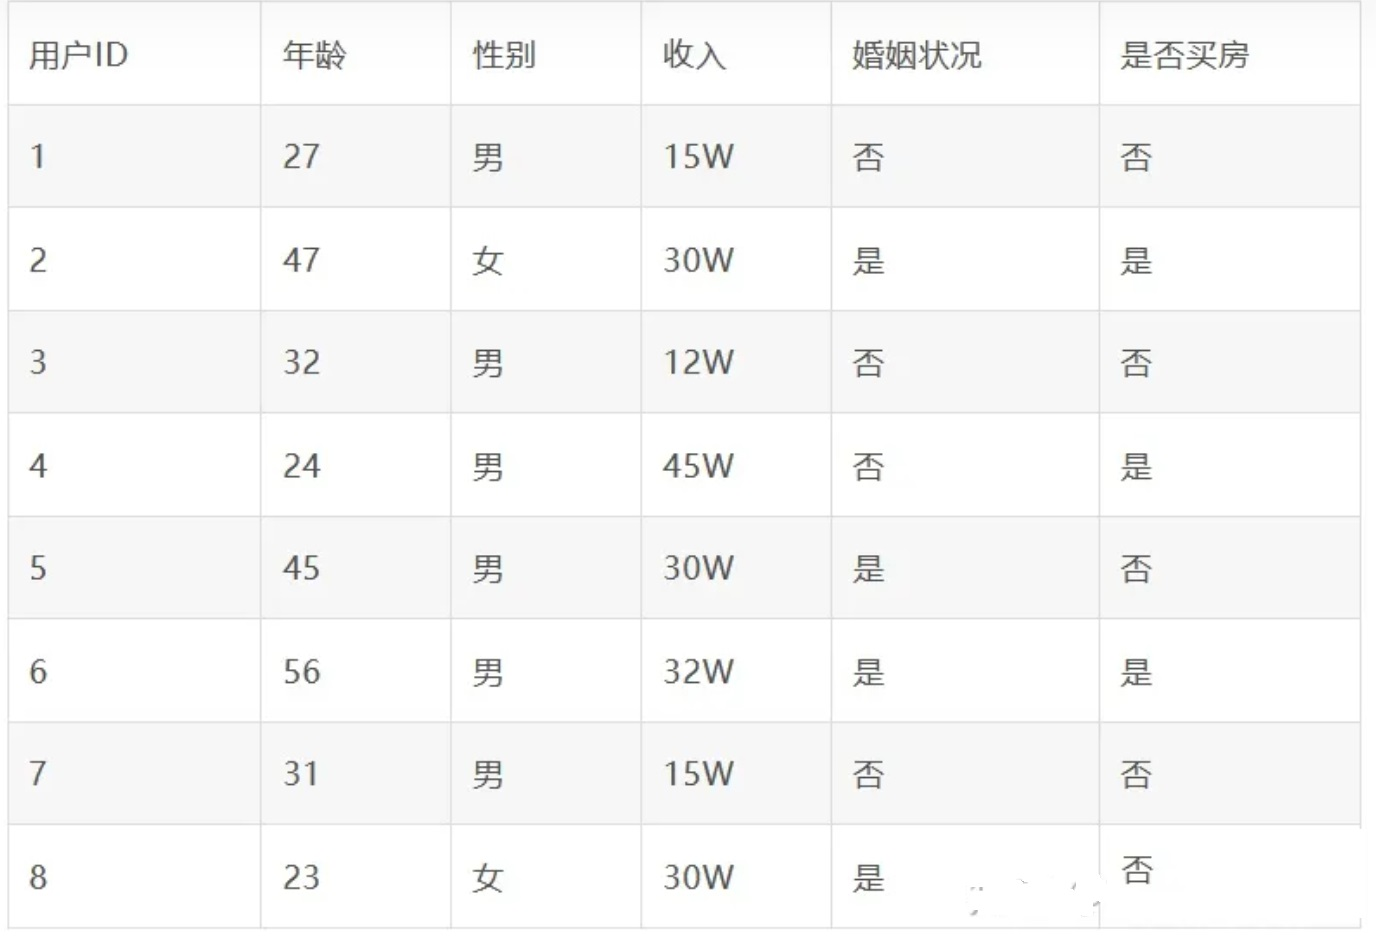 用户ID 年龄 性别 收入 婚姻状况 是否买房
1 27 男 15W 否 否
2 47 女 30W 是 是
3 32 男 12W 否 否
4 24 男 45W 否 是
5 45 男 30W 是 否
6 56 男 32W 是 是
7 31 男 15W 否 否
8 23 女 30W 是 否